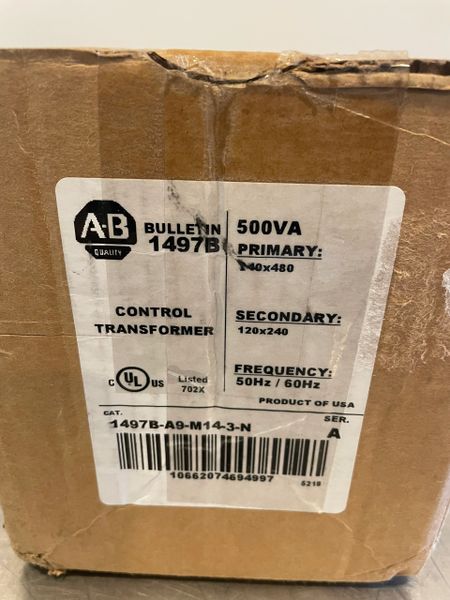 A-B
QUALITY
BULLETIN
1497B
500VA
PRIMARY:
240x480
CONTROL
TRANSFORMER
SECONDARY:
120x240
C UL US
Listed
702X
FREQUENCY:
50Hz / 60Hz
PRODUCT OF USA
CAT.
1497B-A9-M14-3-N
SER.
A
10662074694997
5210